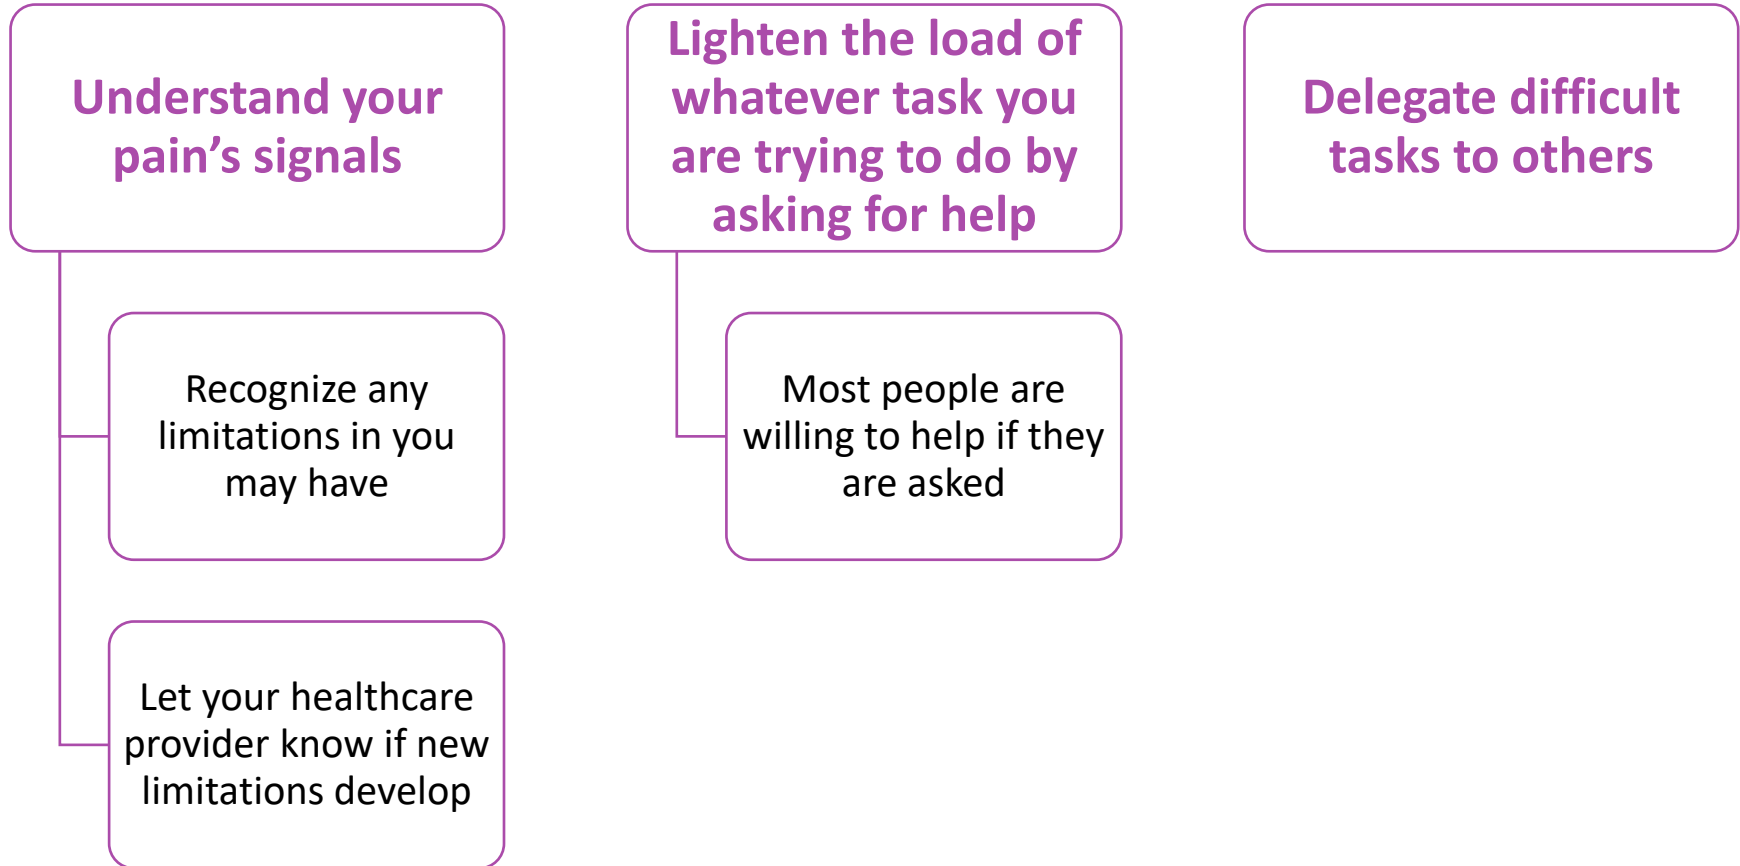 Understand your
pain’s signals
Recognize any
limitations in you
may have
Let your healthcare
provider know if new
limitations develop
Lighten the load of
whatever task you
are trying to do by
asking for help
Most people are
willing to help if they
are asked
Delegate difficult
tasks to others